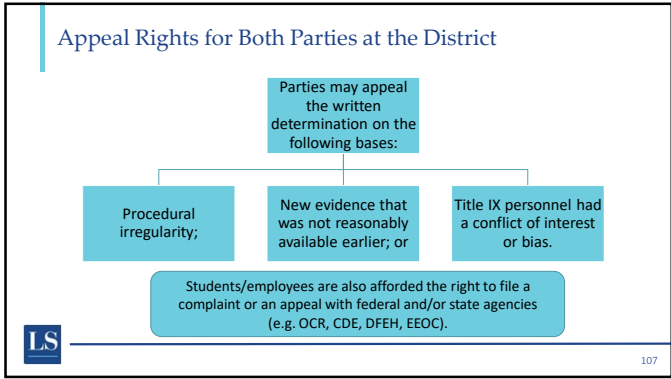 Appeal Rights for Both Parties at the District
Parties may appeal
the written
determination on the
following bases:
Procedural
irregularity;
New evidence that
was not reasonably
available earlier; or
Title IX personnel had
a conflict of interest
or bias.
Students/employees are also afforded the right to file a
complaint or an appeal with federal and/or state agencies
(e.g. OCR, CDE, DFEH, EEOC).
LS
107